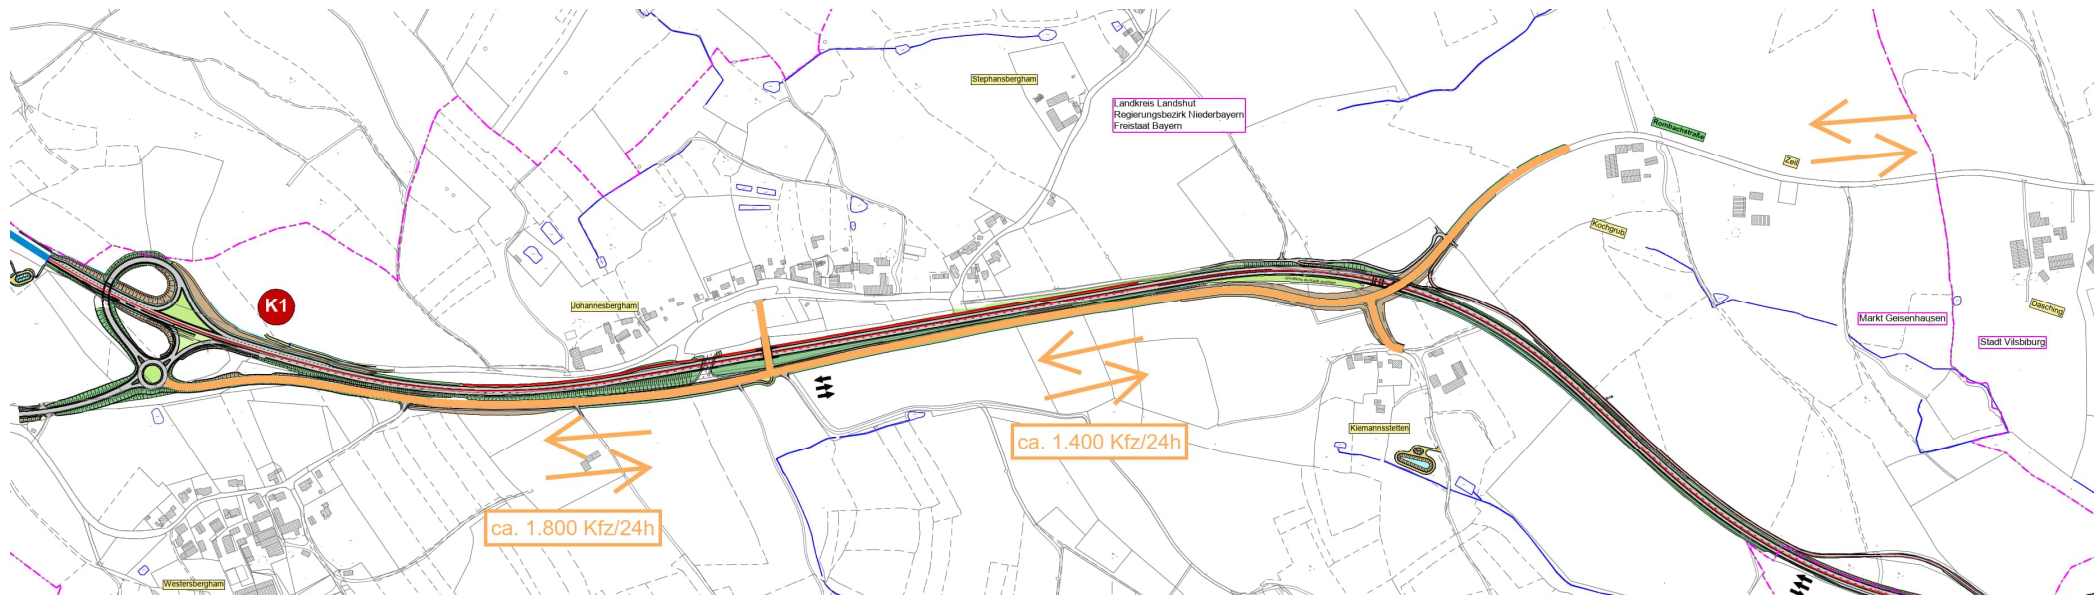 Stephansbergham
Landkreis Landshut
Regierungsbezirk Niederbayern
Freistaat Bayern
Rombachstraße
Zeil
Kochgrub
Dasching
K1
Johannesbergham
Markt Geisenhausen
Stadt Vilsbiburg
Kiemannsstetten
ca. 1.400 Kfz/24h
ca. 1.800 Kfz/24h
Westersbergham